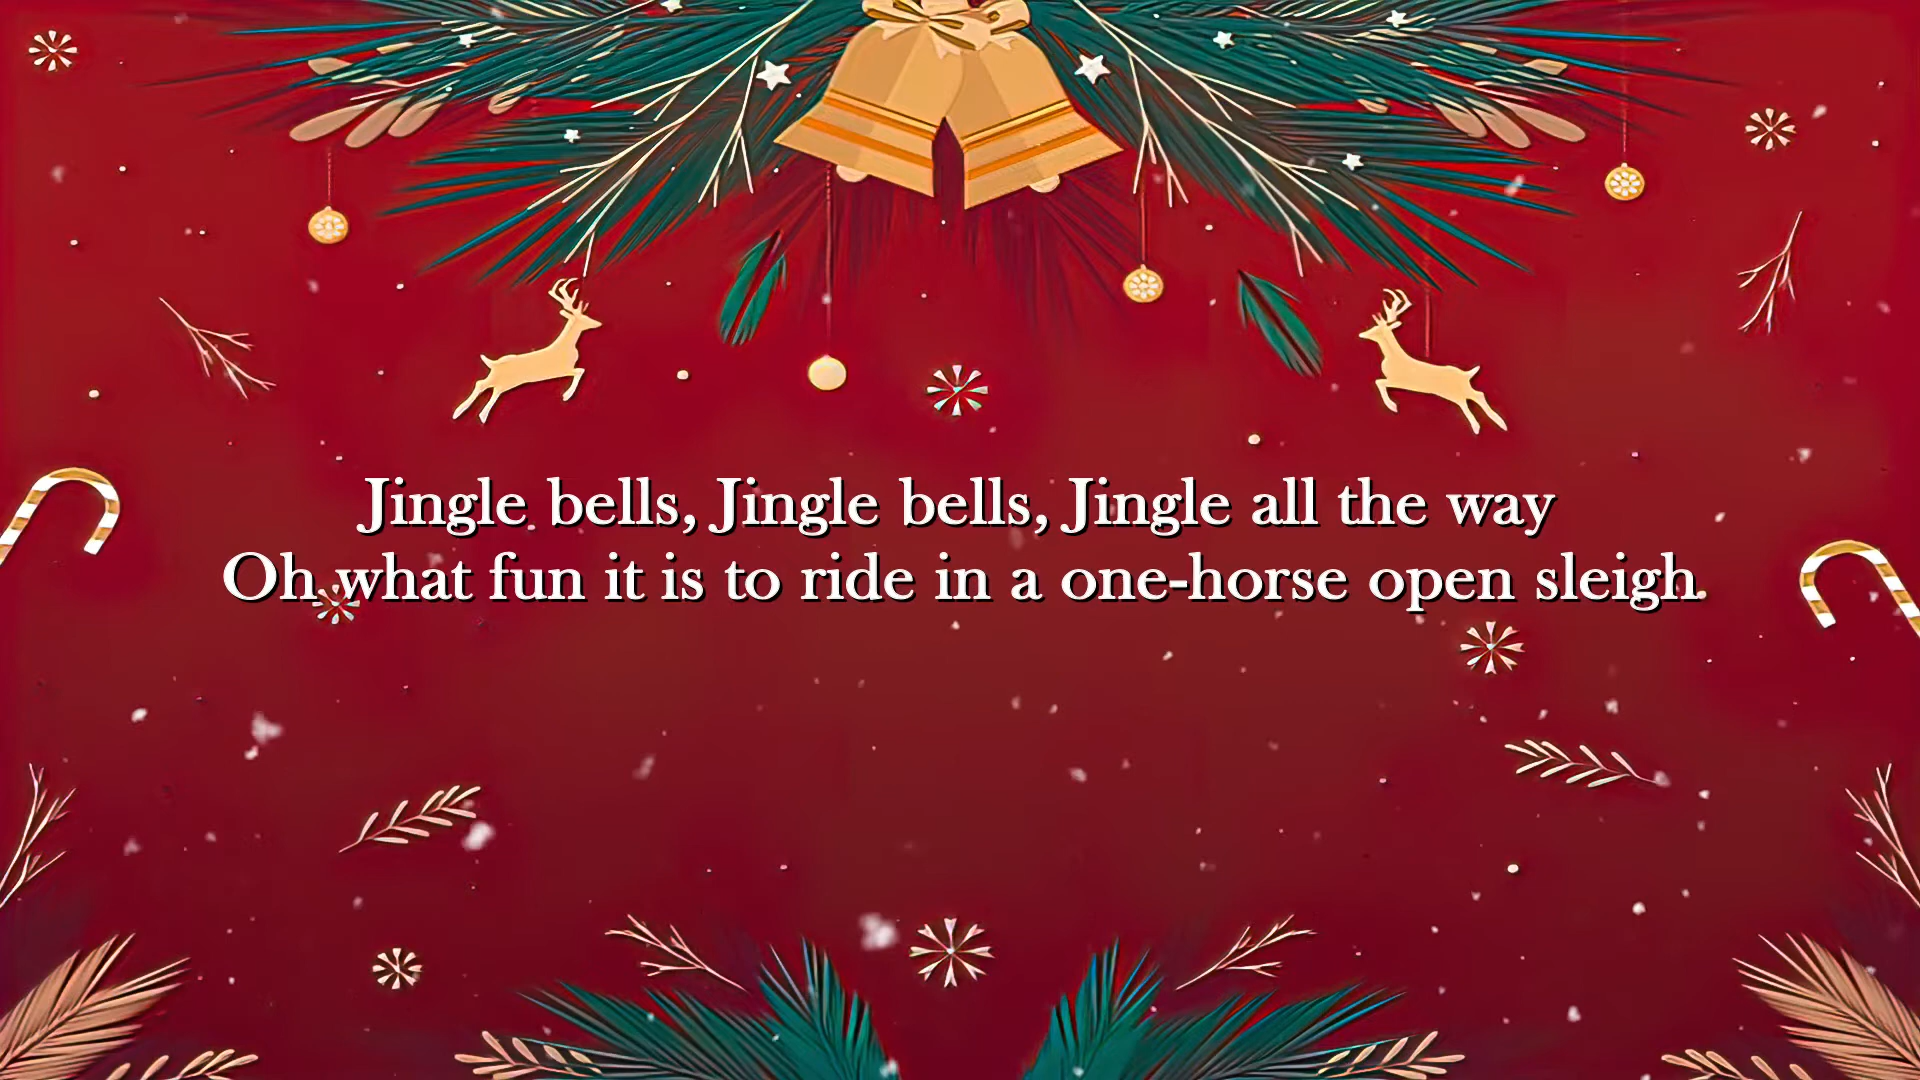 Jingle bells, Jingle bells, Jingle all the way
Oh what fun it is to ride in a one-horse open sleigh